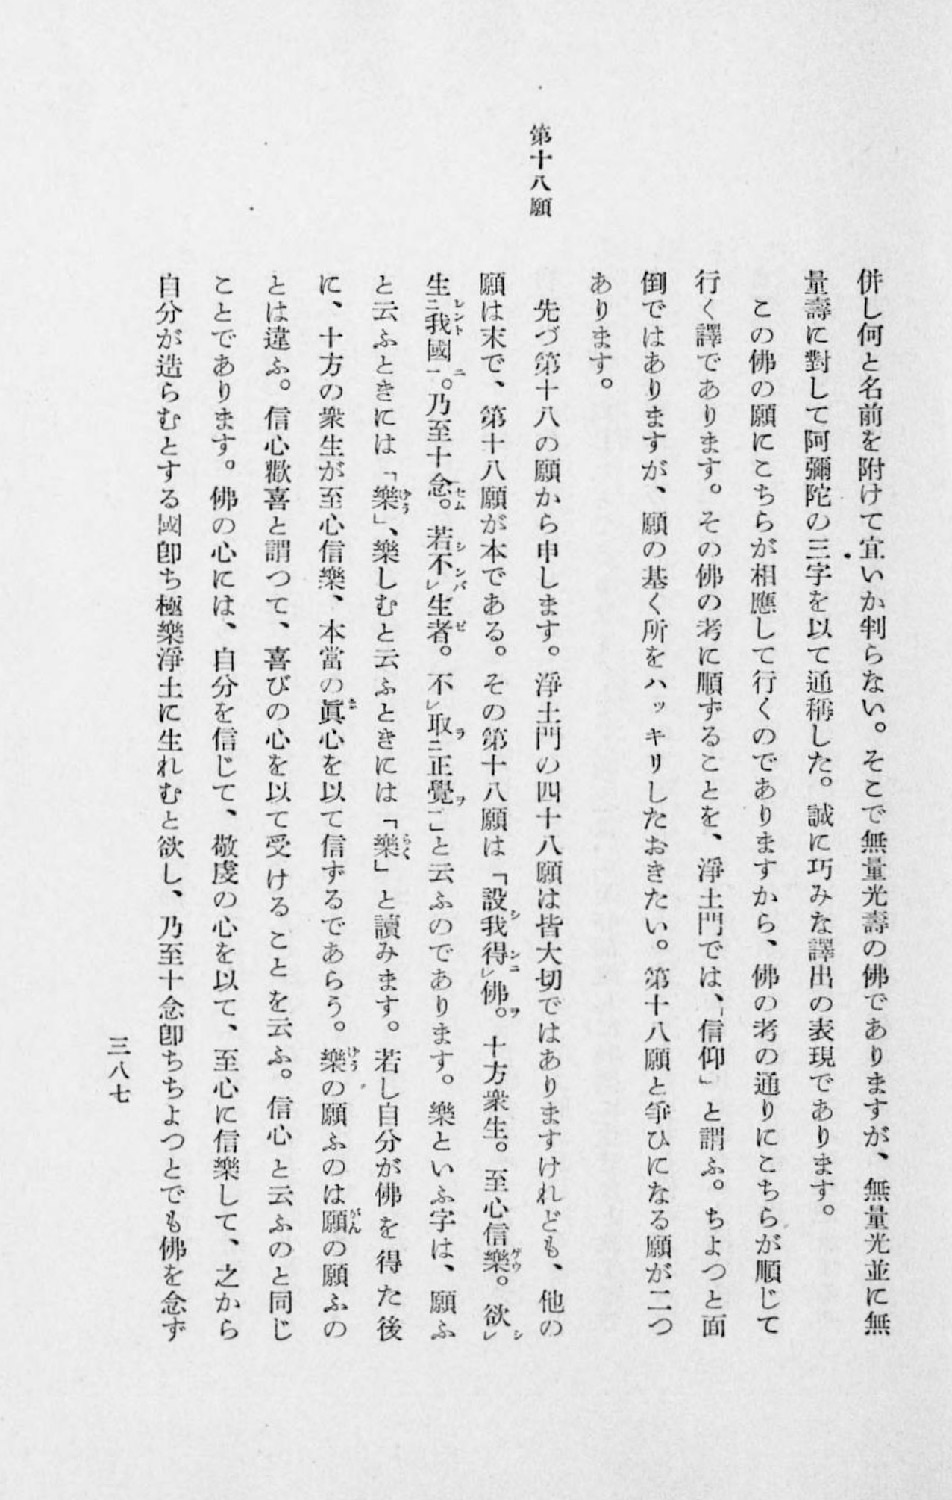 第十八願
併し何と名前を附けて宜いか判らない。そこで無量光壽の佛でありますが、無量光並に無
量壽に對して阿彌陀の三字を以て通稱した。誠に巧みな譯出の表現であります。
この佛の願にこちらが相應して行くのでありますから、佛の考の通りにこちらが順じて
行く譯であります。その佛の考に順ずることを、淨土門では、「信仰」と謂ふ。ちよつと面
倒ではありますが、願の基く所をハッキリしたおきたい。第十八願と爭ひになる願が二つ
あります。
先づ第十八の願から申します。淨土門の四十八願は皆大切ではありますけれども、他の
願は末で、第十八願が本である。その第十八願は「設我得レ佛。十方衆生。至心信樂。欲レ
生二我國一。乃至十念。若不レ生者。不レ取二正覺一」と云ふのであります。樂といふ字は、願ふ
と云ふときには「樂」、樂しむと云ふときには「樂」と讀みます。若し自分が佛を得た後
に、十方の衆生が至心信樂、本當の眞心を以て信ずるであらう。樂の願ふのは願の願ふの
とは違ふ。信心歡喜と謂つて、喜びの心を以て受けることを云ふ。信心と云ふのと同じ
ことであります。佛の心には、自分を信じて、敬虔の心を以て、至心に信樂して、之から
自分が造らむとする國卽ち極樂淨土に生れむと欲し、乃至十念卽ちちよつとでも佛を念ず
三八七